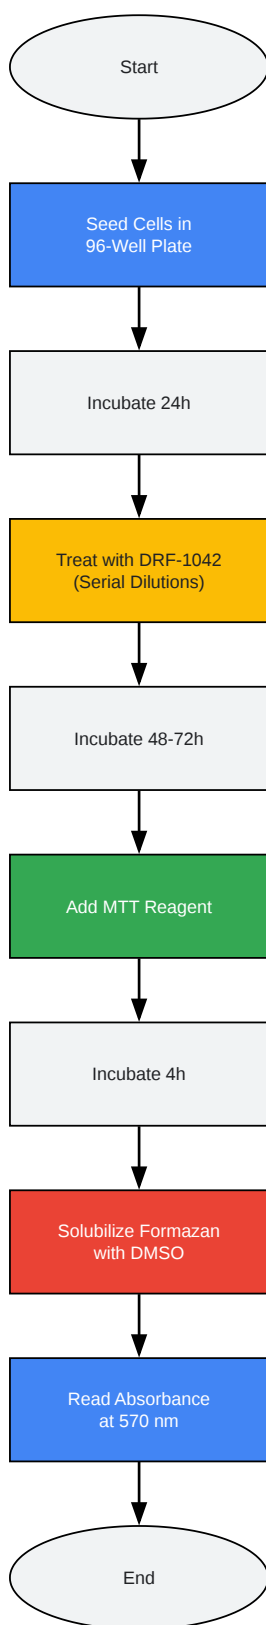 Start
Seed Cells in
96-Well Plate
Incubate 24h
Treat with DRF-1042
(Serial Dilutions)
Incubate 48-72h
Add MTT Reagent
Incubate 4h
Solubilize Formazan
with DMSO
Read Absorbance
at 570 nm
End